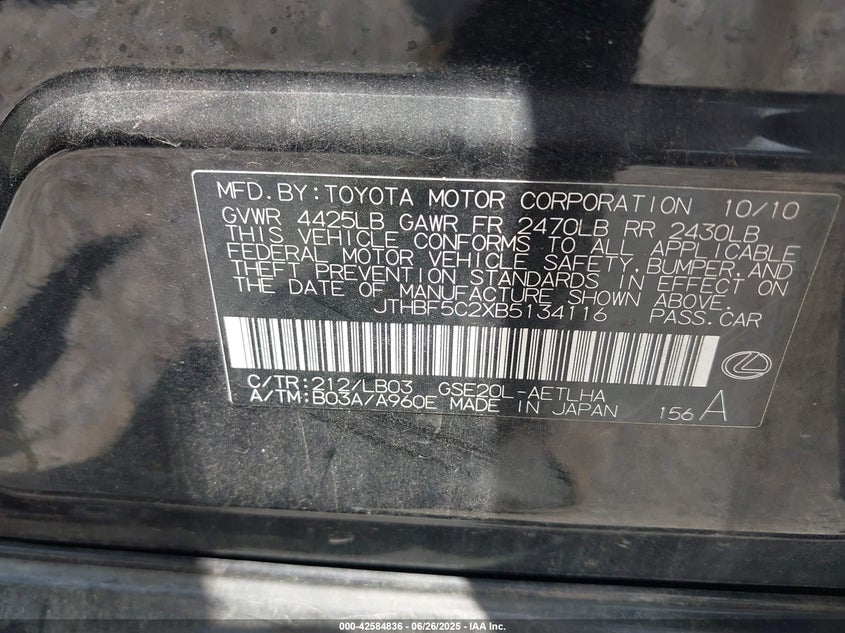 MFD. BY: TOYOTA MOTOR CORPORATION 10/10
GVWR 4425LB GAWR FR 2470LB RR 2430LB
THIS VEHICLE CONFORMS TO ALL APPLICABLE
FEDERAL MOTOR VEHICLE SAFETY, BUMPER, AND
THEFT PREVENTION STANDARDS IN EFFECT ON
THE DATE OF MANUFACTURE SHOWN ABOVE.
JTHBF5C2XB5134116 PASS. CAR
C/TR: 212/LB03 GSE20L-AETLHA
A/TM: B03A/A960E MADE IN JAPAN 156 A
000-42584836 - 06/26/2025 - IAA Inc.